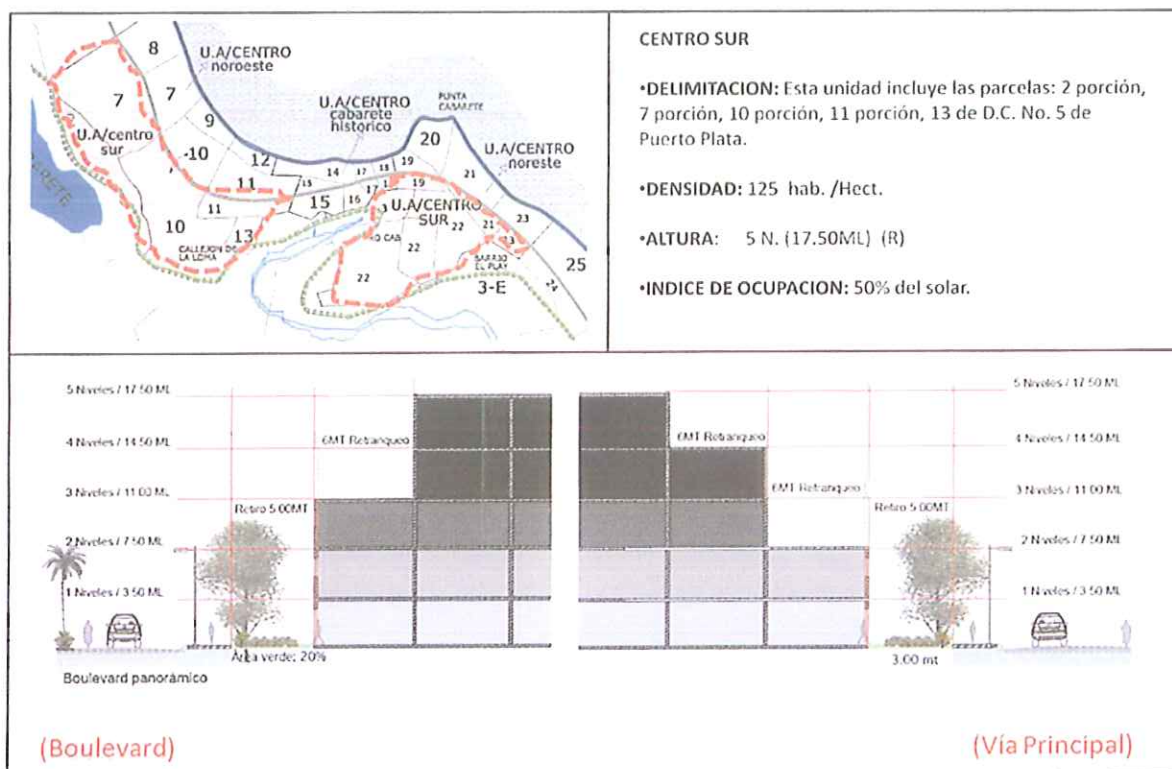 8
U.A/CENTRO
noroeste
7
7
U.A/centro
sur
9
10
12
11
11
10
13
CALLEJON DE
LA LOMA
U.A/CENTRO
cabarete
historico
PUNTA
CABARETE
20
U.A/CENTRO
noreste
14
17
18
19
21
15
15
16
17
19
U.A/CENTRO
SUR
22
22
22
21
23
BARRIO
EL PLAY
3-E
24
25
CENTRO SUR
•DELIMITACION: Esta unidad incluye las parcelas: 2 porción,
7 porción, 10 porción, 11 porción, 13 de D.C. No. 5 de
Puerto Plata.
•DENSIDAD: 125 hab. /Hect.
•ALTURA: 5 N. (17.50ML) (R)
•INDICE DE OCUPACION: 50% del solar.
5 Niveles / 17 50 ML
4 Niveles / 14 50 ML
3 Niveles / 11 00 ML
2 Niveles / 7 50 ML
1 Niveles / 3 50 ML
6MT Retranqueo
Retiro 5.00MT
Area verde: 20%
Boulevard panorámico
(Boulevard)
6MT Retranqueo
6MT Retranqueo
Retiro 5 00MT
5 Niveles / 17 50 ML
4 Niveles / 14 50 ML
3 Niveles / 11 00 ML
2 Niveles / 7 50 ML
1 Niveles / 3 50 ML
3.00 mt
(Vía Principal)